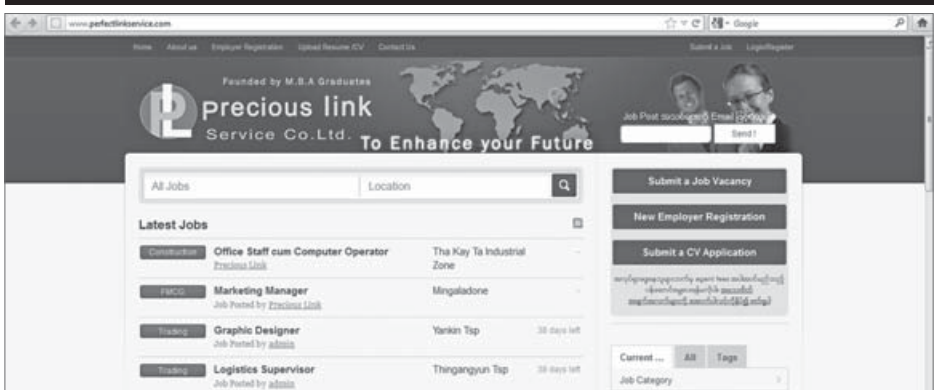 www.perfectlinkservice.com
Google
Home About us Employer Registration Upload Resume /CV Contact Us
Submit a Job Login/Register
Founded by M.B.A Graduates
PL
precious link
Service Co.Ltd.
To Enhance your Future
Job Post Email
Send !
All Jobs Location
Submit a Job Vacancy
New Employer Registration
Submit a CV Application
Latest Jobs
Construction Office Staff cum Computer Operator Tha Kay Ta Industrial Zone
Precious Link
FMCG Marketing Manager Mingaladone
Job Posted by Precious Link
Trading Graphic Designer Yankin Tsp 38 days left
Job Posted by admin
Trading Logistics Supervisor Thingangyun Tsp 38 days left
Job Posted by admin
Current ... All Tags
Job Category